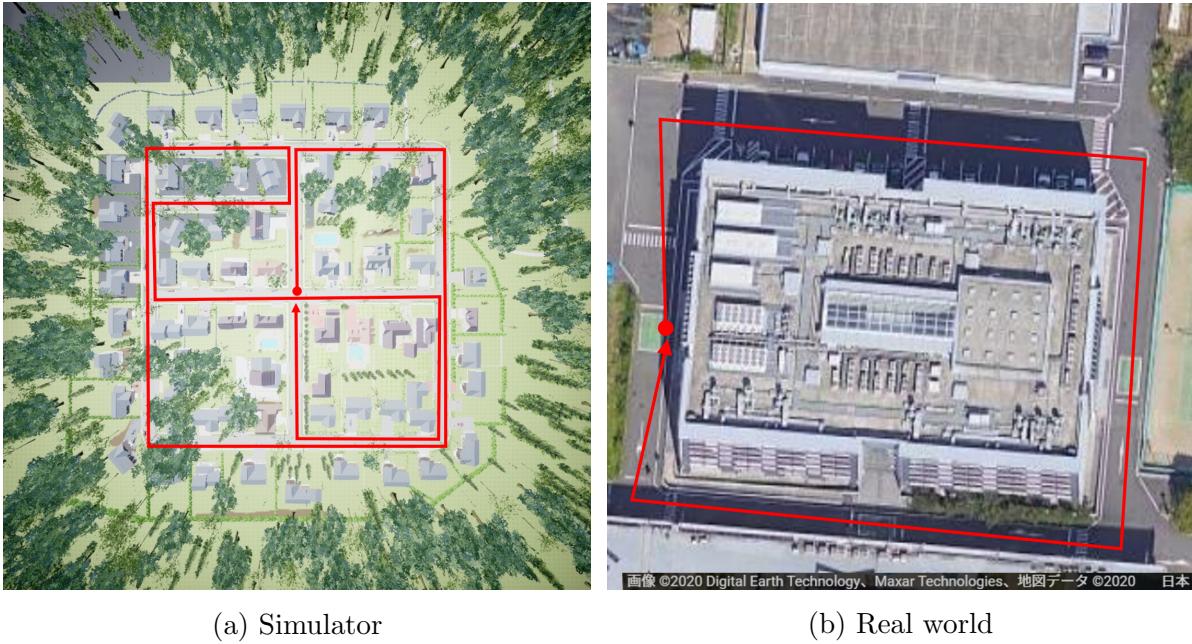 画像 ©2020 Digital Earth Technology、Maxar Technologies、地図データ ©2020 日本
(a) Simulator
(b) Real world